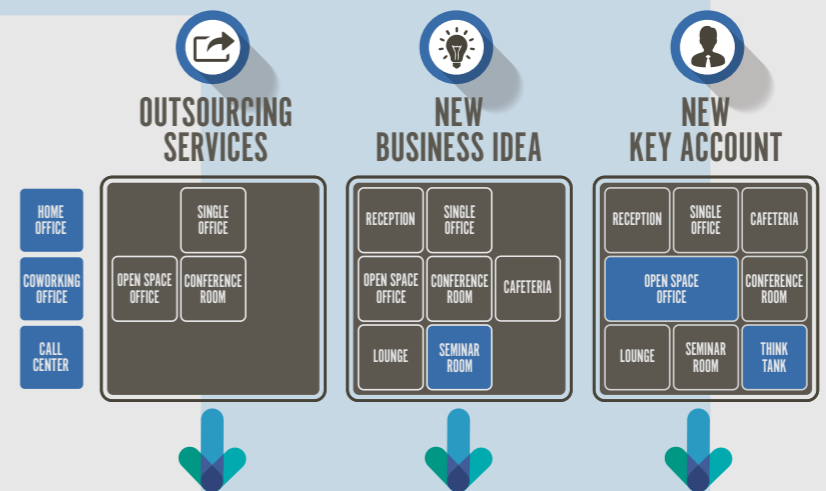 OUTSOURCING
SERVICES
NEW
BUSINESS IDEA
NEW
KEY ACCOUNT
HOME
OFFICE
COWORKING
OFFICE
CALL
CENTER
SINGLE
OFFICE
OPEN SPACE
OFFICE
CONFERENCE
ROOM
RECEPTION
SINGLE
OFFICE
OPEN SPACE
OFFICE
CONFERENCE
ROOM
CAFETERIA
LOUNGE
SEMINAR
ROOM
RECEPTION
SINGLE
OFFICE
CAFETERIA
OPEN SPACE
OFFICE
CONFERENCE
ROOM
LOUNGE
SEMINAR
ROOM
THINK
TANK